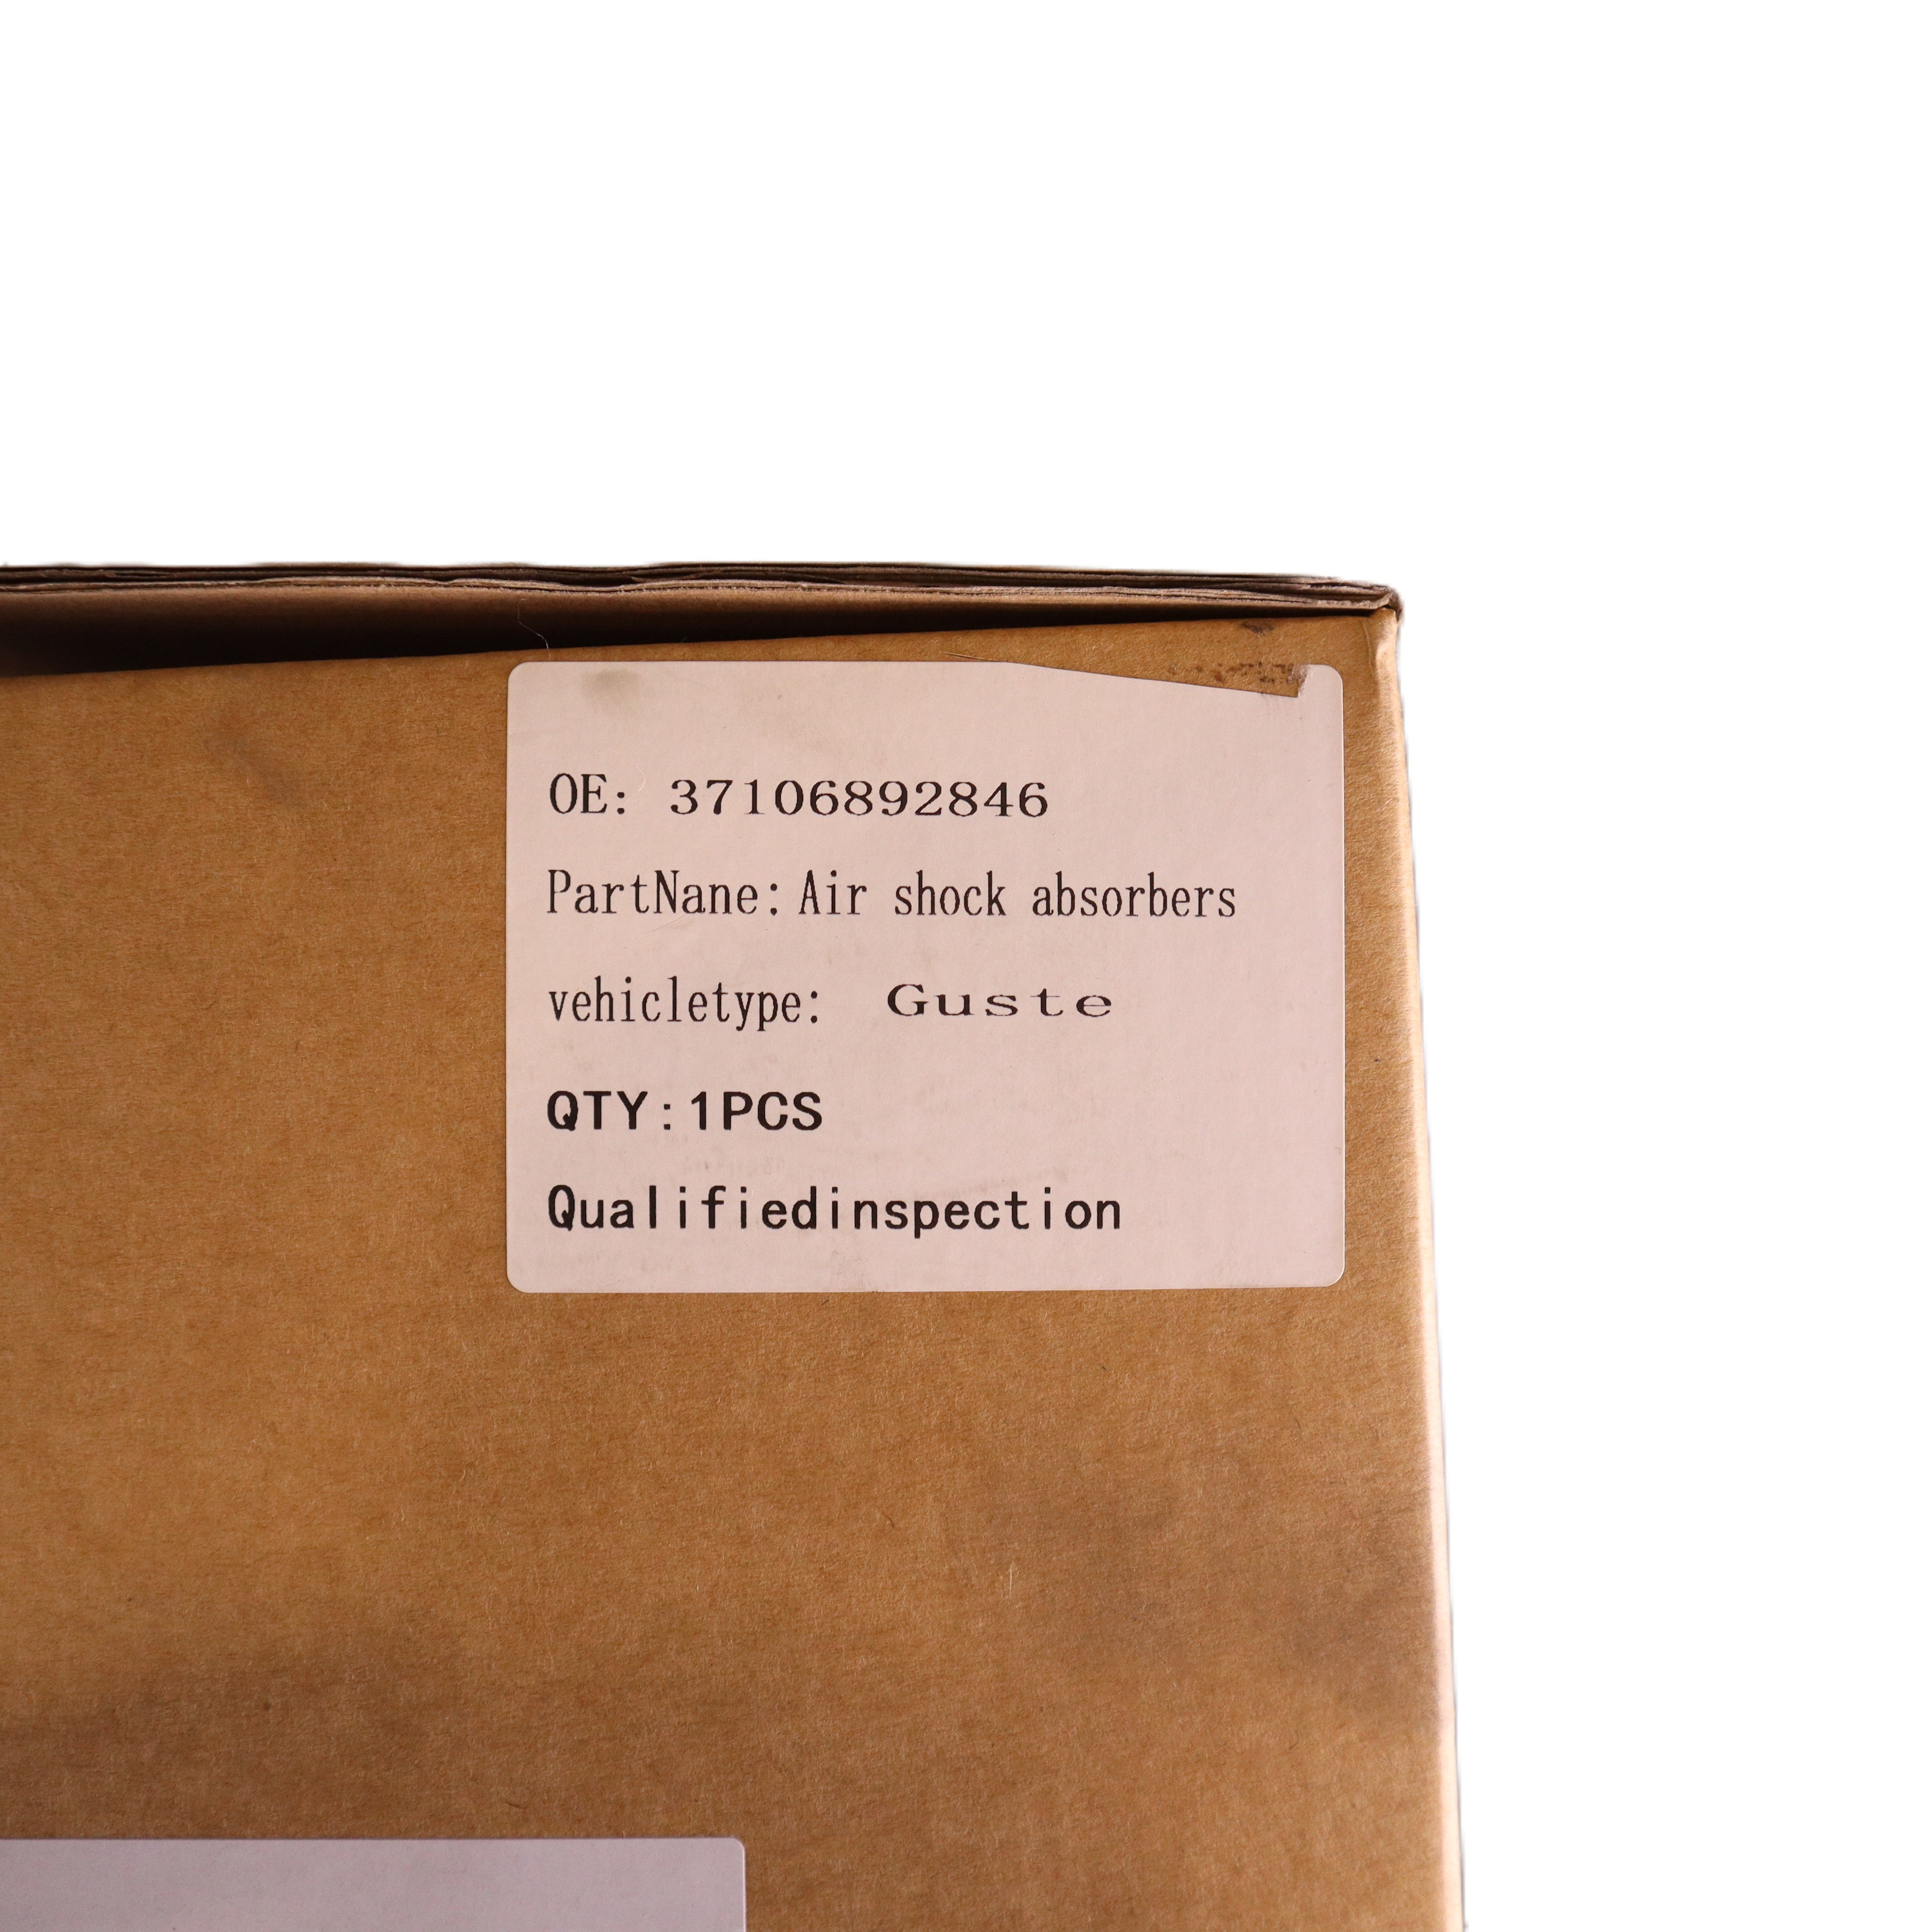 OE: 37106892846
PartNane: Air shock absorbers
vehicletype: Guste
QTY:1PCS
Qualifiedinspection